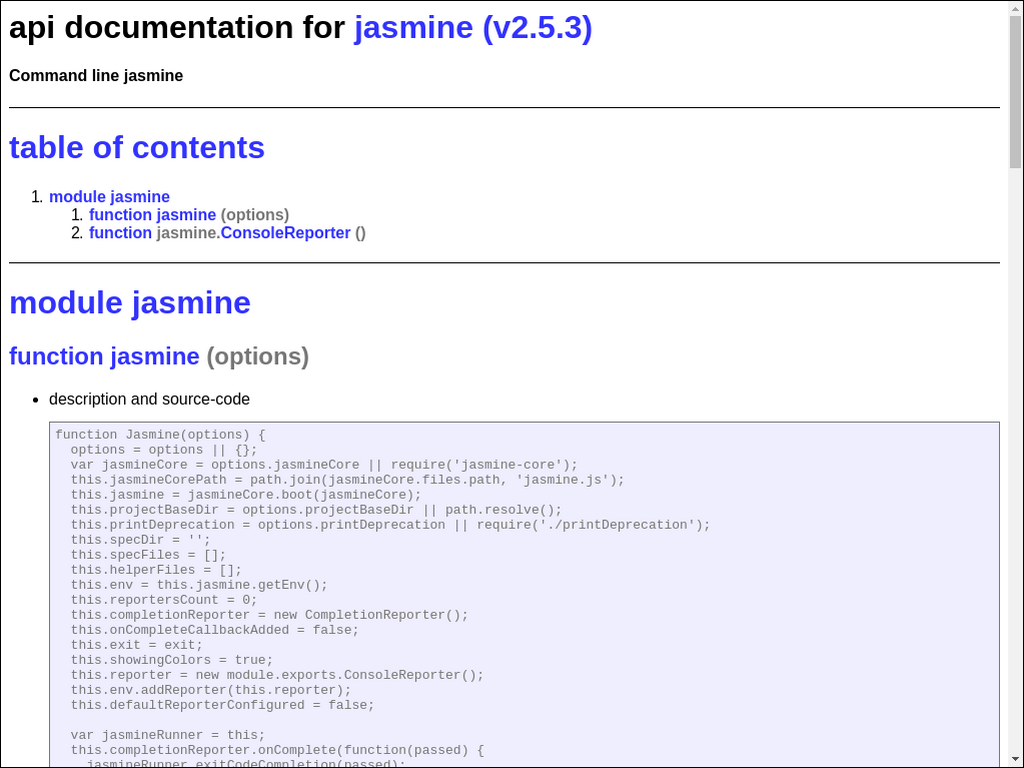 api documentation for jasmine (v2.5.3)
Command line jasmine
table of contents
1. module jasmine
1. function jasmine (options)
2. function jasmine.ConsoleReporter ()
module jasmine
function jasmine (options)
• description and source-code
function Jasmine(options) {
  options = options || {};
  var jasmineCore = options.jasmineCore || require('jasmine-core');
  this.jasmineCorePath = path.join(jasmineCore.files.path, 'jasmine.js');
  this.jasmine = jasmineCore.boot(jasmineCore);
  this.projectBaseDir = options.projectBaseDir || path.resolve();
  this.printDeprecation = options.printDeprecation || require('./printDeprecation');
  this.specDir = '';
  this.specFiles = [];
  this.helperFiles = [];
  this.env = this.jasmine.getEnv();
  this.reportersCount = 0;
  this.completionReporter = new CompletionReporter();
  this.onCompleteCallbackAdded = false;
  this.exit = exit;
  this.showingColors = true;
  this.reporter = new module.exports.ConsoleReporter();
  this.env.addReporter(this.reporter);
  this.defaultReporterConfigured = false;
  var jasmineRunner = this;
  this.completionReporter.onComplete(function(passed) {
    jasmineRunner.exitCodeCompletion(passed);